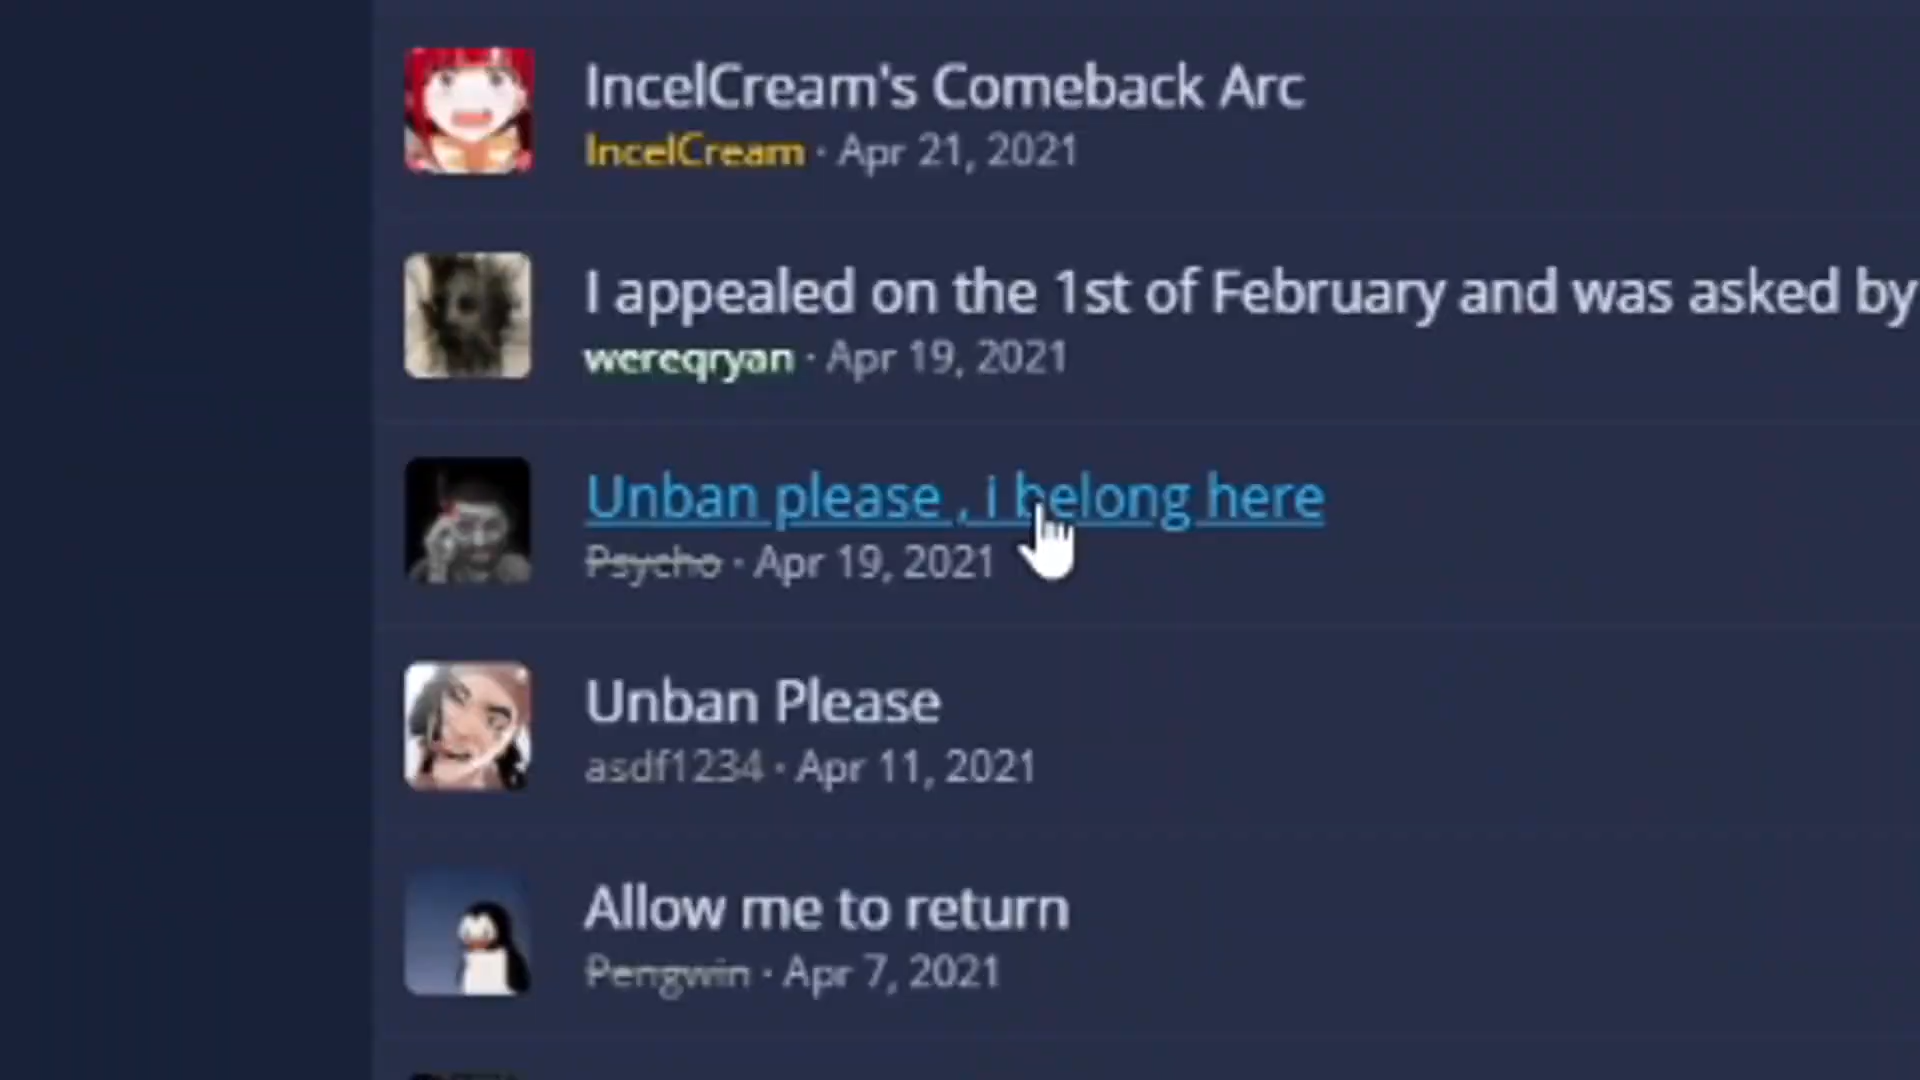 IncelCream's Comeback Arc
IncelCream · Apr 21, 2021
I appealed on the 1st of February and was asked by
wereqryan · Apr 19, 2021
Unban please , i belong here
Psycho · Apr 19, 2021
Unban Please
asdf1234 · Apr 11, 2021
Allow me to return
Pengwin · Apr 7, 2021